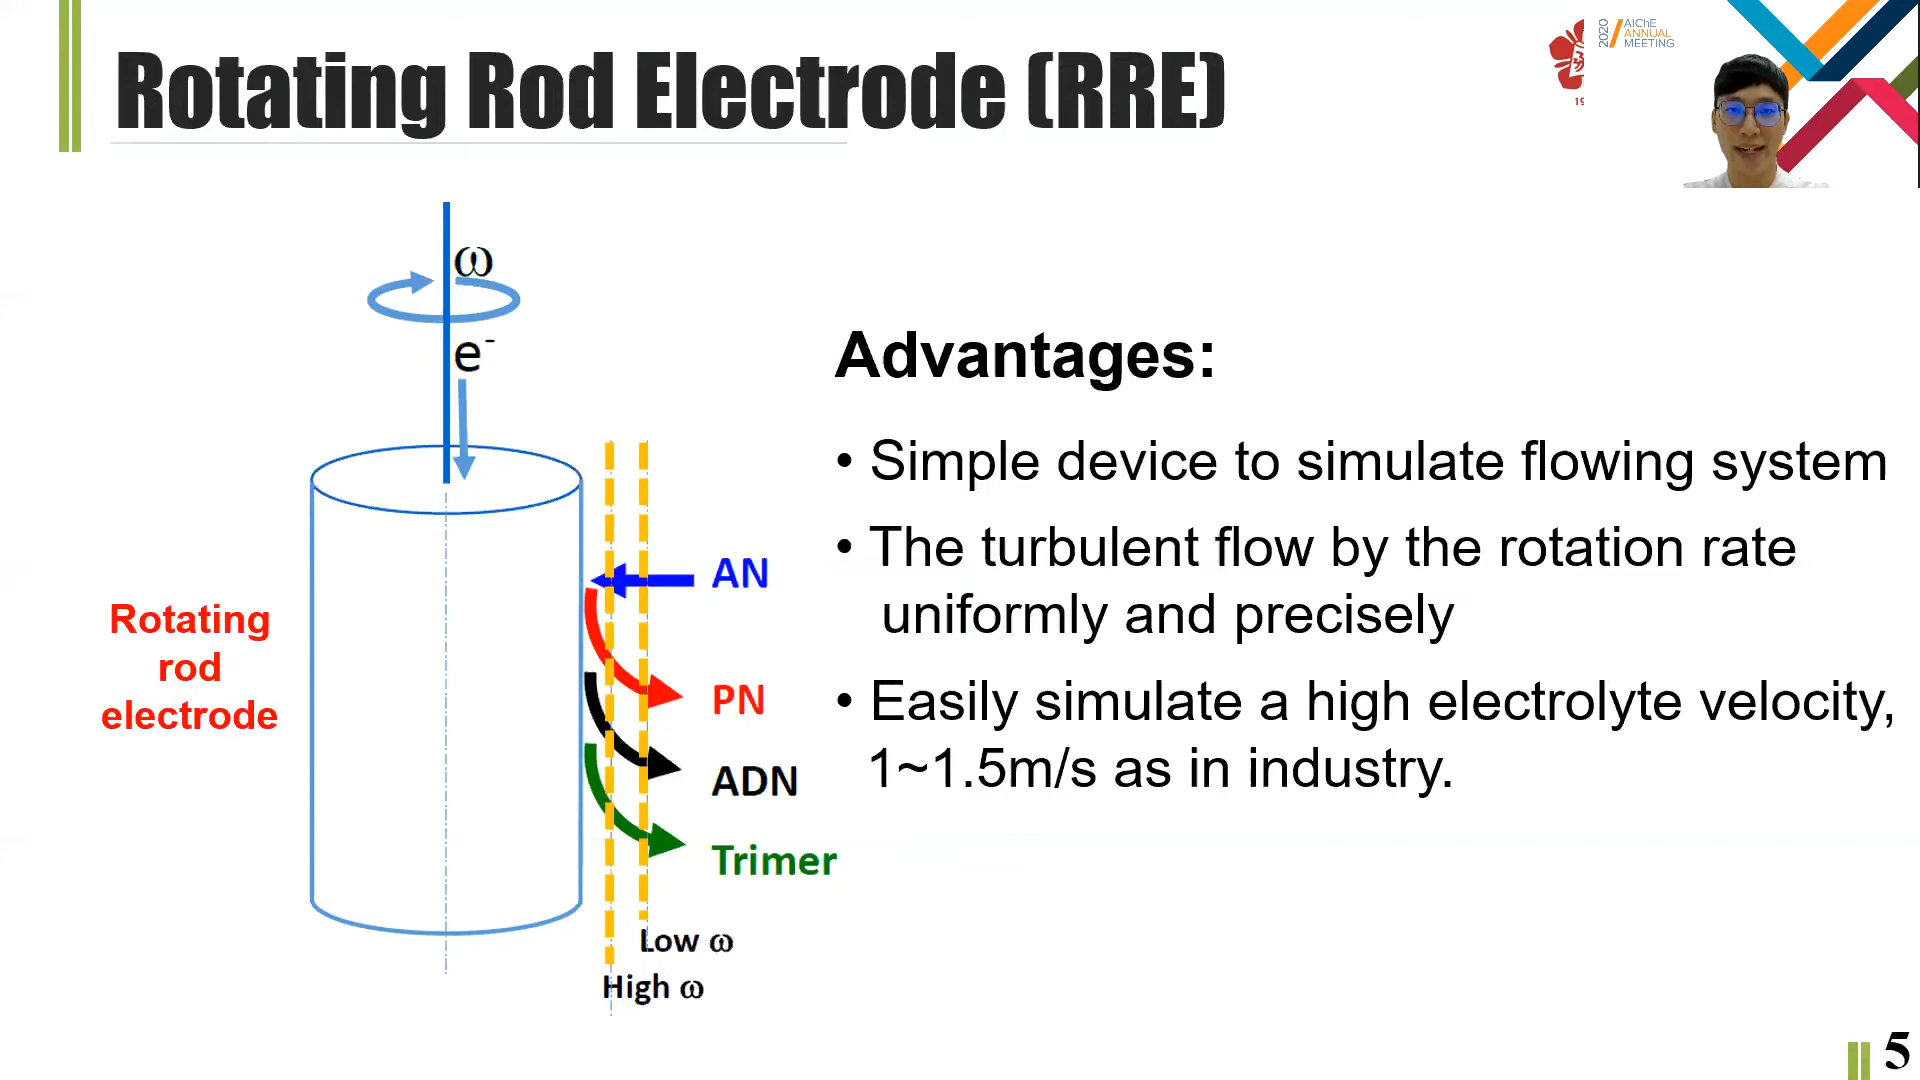 Rotating Rod Electrode (RRE)
2020
AIChE
ANNUAL
MEETING
ω
e-
Rotating
rod
electrode
AN
PN
ADN
Trimer
Low ω
High ω
Advantages:
• Simple device to simulate flowing system
• The turbulent flow by the rotation rate
uniformly and precisely
• Easily simulate a high electrolyte velocity,
1~1.5m/s as in industry.
5